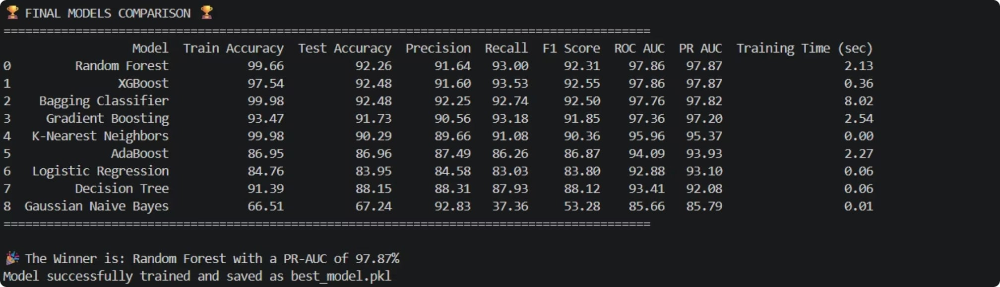 🏆 FINAL MODELS COMPARISON 🏆
==========================================================================================
Model Train Accuracy Test Accuracy Precision Recall F1 Score ROC AUC PR AUC Training Time (sec)
0 Random Forest 99.66 92.26 91.64 93.00 92.31 97.86 97.87 2.13
1 XGBoost 97.54 92.48 91.60 93.53 92.55 97.86 97.87 0.36
2 Bagging Classifier 99.98 92.48 92.25 92.74 92.50 97.76 97.82 8.02
3 Gradient Boosting 93.47 91.73 90.56 93.18 91.85 97.36 97.20 2.54
4 K-Nearest Neighbors 99.98 90.29 89.66 91.08 90.36 95.96 95.37 0.00
5 AdaBoost 86.95 86.96 87.49 86.26 86.87 94.09 93.93 2.27
6 Logistic Regression 84.76 83.95 84.58 83.03 83.80 92.88 93.10 0.06
7 Decision Tree 91.39 88.15 88.31 87.93 88.12 93.41 92.08 0.06
8 Gaussian Naive Bayes 66.51 67.24 92.83 37.36 53.28 85.66 85.79 0.01
==========================================================================================
🎉 The Winner is: Random Forest with a PR-AUC of 97.87%
Model successfully trained and saved as best_model.pkl